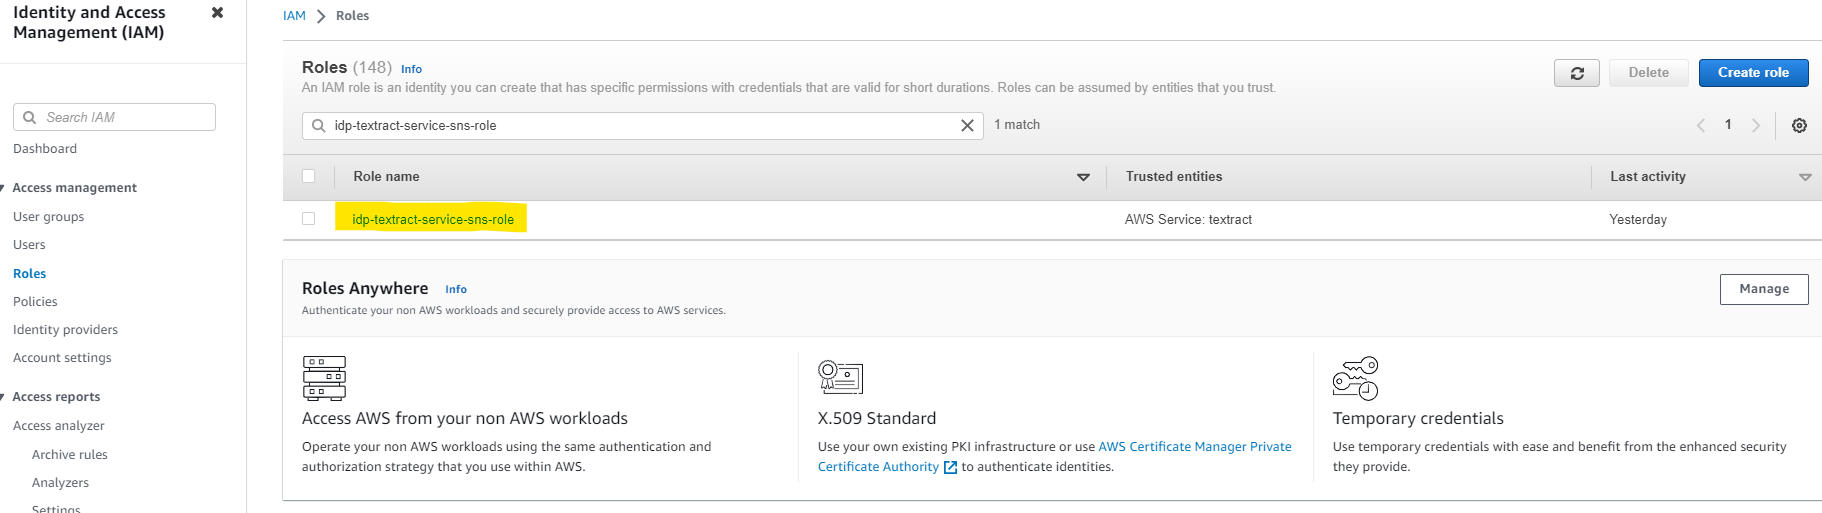 Identity and Access
Management (IAM)
Search IAM
Dashboard
Access management
User groups
Users
Roles
Policies
Identity providers
Account settings
Access reports
Access analyzer
Archive rules
Analyzers
Settings
IAM > Roles
Roles (148) Info
An IAM role is an identity you can create that has specific permissions with credentials that are valid for short durations. Roles can be assumed by entities that you trust.
Delete
Create role
idp-textract-service-sns-role
1 match
1
Role name
Trusted entities
Last activity
idp-textract-service-sns-role
AWS Service: textract
Yesterday
Roles Anywhere Info
Authenticate your non AWS workloads and securely provide access to AWS services.
Manage
Access AWS from your non AWS workloads
Operate your non AWS workloads using the same authentication and
authorization strategy that you use within AWS.
X.509 Standard
Use your own existing PKI infrastructure or use AWS Certificate Manager Private
Certificate Authority to authenticate identities.
Temporary credentials
Use temporary credentials with ease and benefit from the enhanced security
they provide.